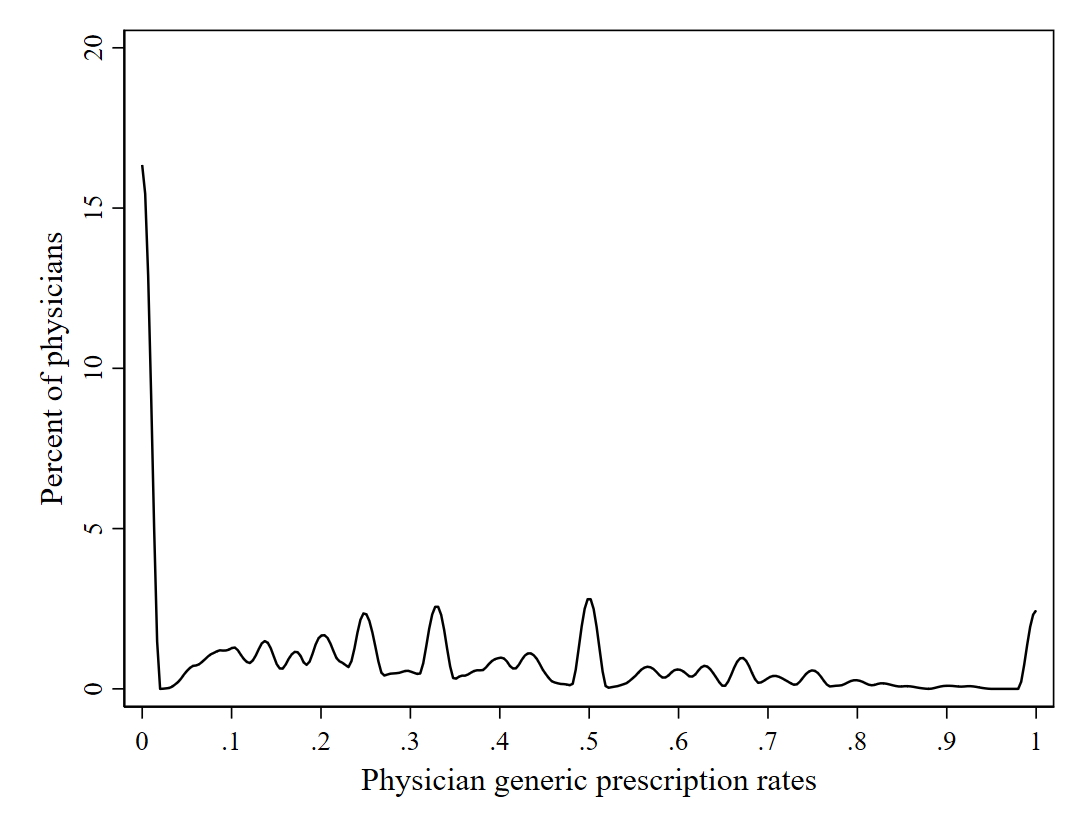 20
15
10
5
0
Percent of physicians
0 .1 .2 .3 .4 .5 .6 .7 .8 .9 1
Physician generic prescription rates